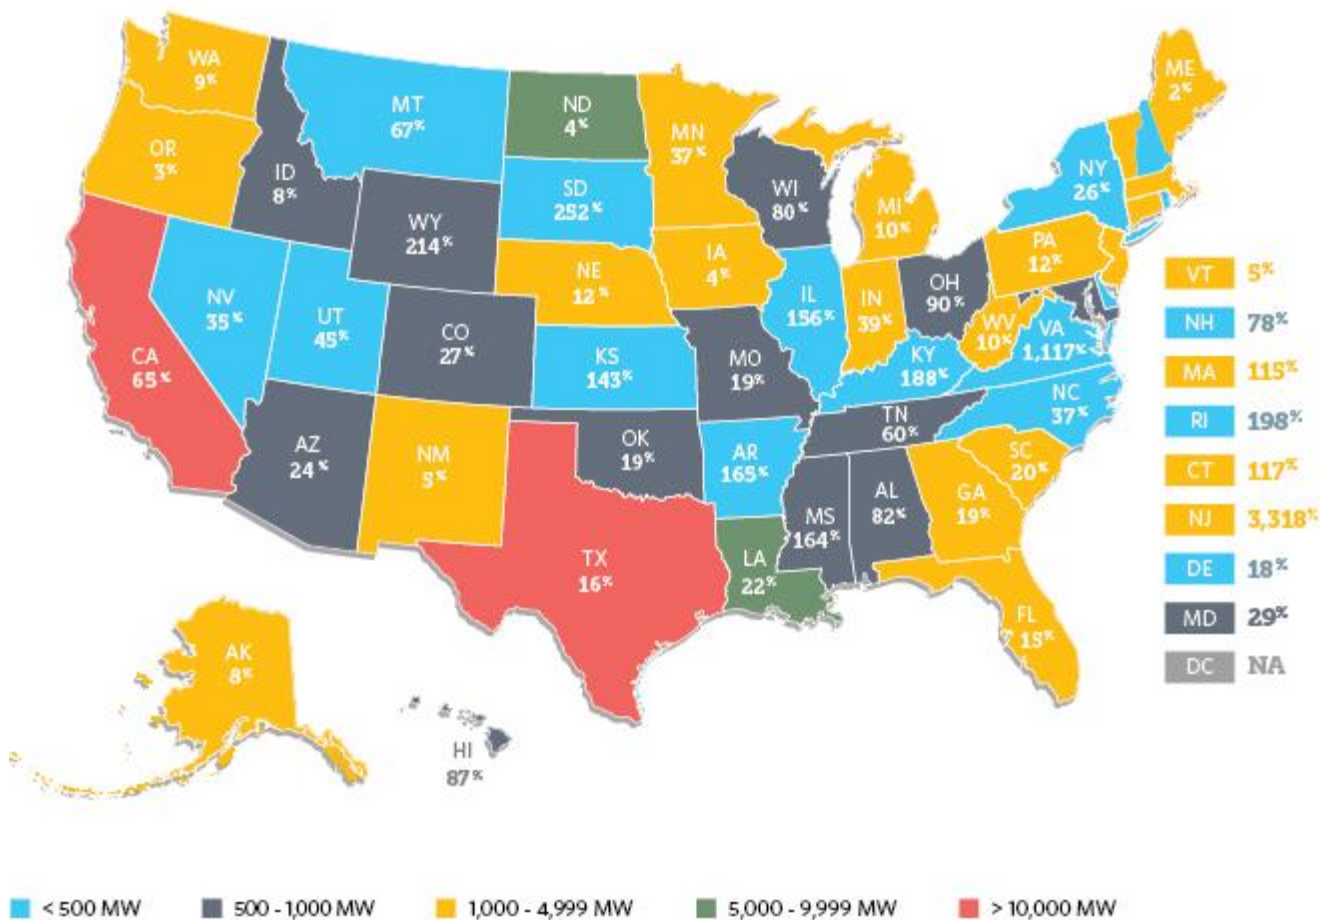 WA
9%
MT
67%
ND
4%
MN
37%
ME
2%
OR
3%
ID
8%
SD
252%
WI
80%
MI
10%
NY
26%
WY
214%
IA
4%
PA
12%
NE
12%
NV
35%
UT
45%
CO
27%
IL
156%
IN
39%
OH
90%
WV
10%
VA
1,117%
CA
65%
KS
143%
MO
19%
KY
188%
NC
37%
TN
60%
AZ
24%
NM
5%
OK
19%
AR
165%
SC
20%
MS
164%
AL
82%
GA
19%
TX
16%
LA
22%
FL
15%
AK
8%
HI
87%
VT 5%
NH 78%
MA 115%
RI 198%
CT 117%
NJ 3,318%
DE 18%
MD 29%
DC NA
< 500 MW
500 - 1,000 MW
1,000 - 4,999 MW
5,000 - 9,999 MW
> 10,000 MW